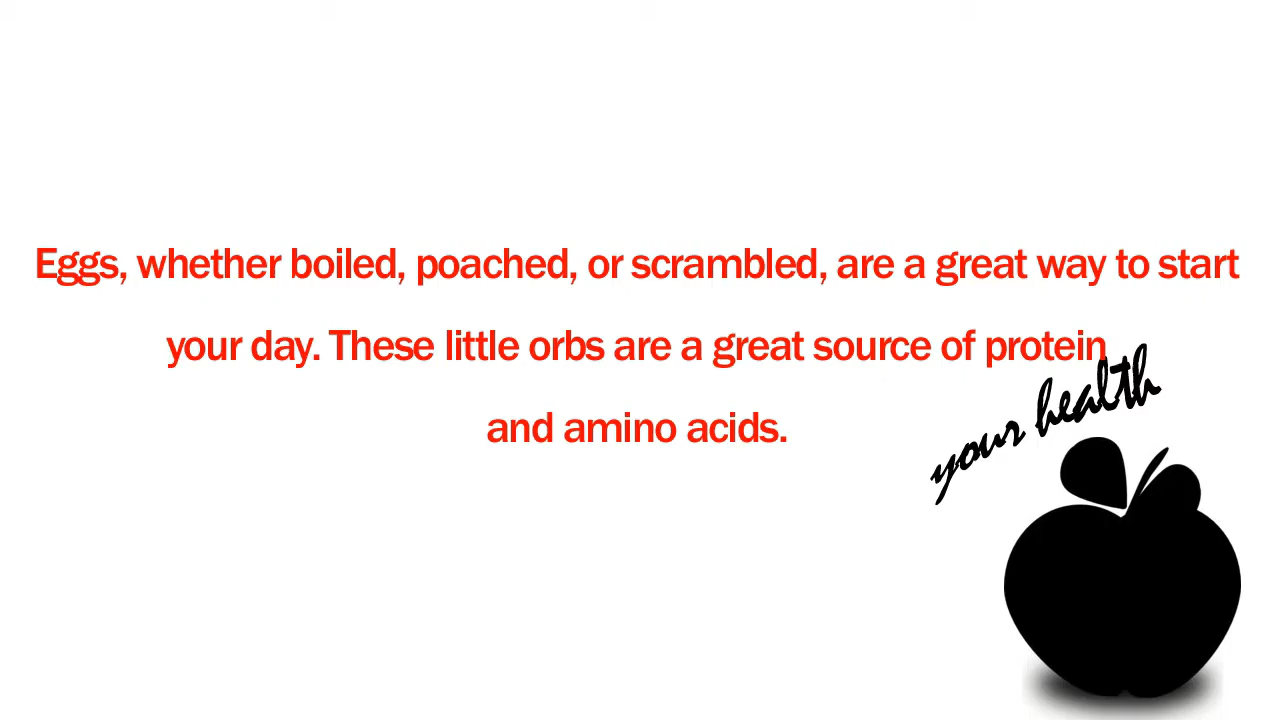 Eggs, whether boiled, poached, or scrambled, are a great way to start
your day. These little orbs are a great source of protein
and amino acids.
your health